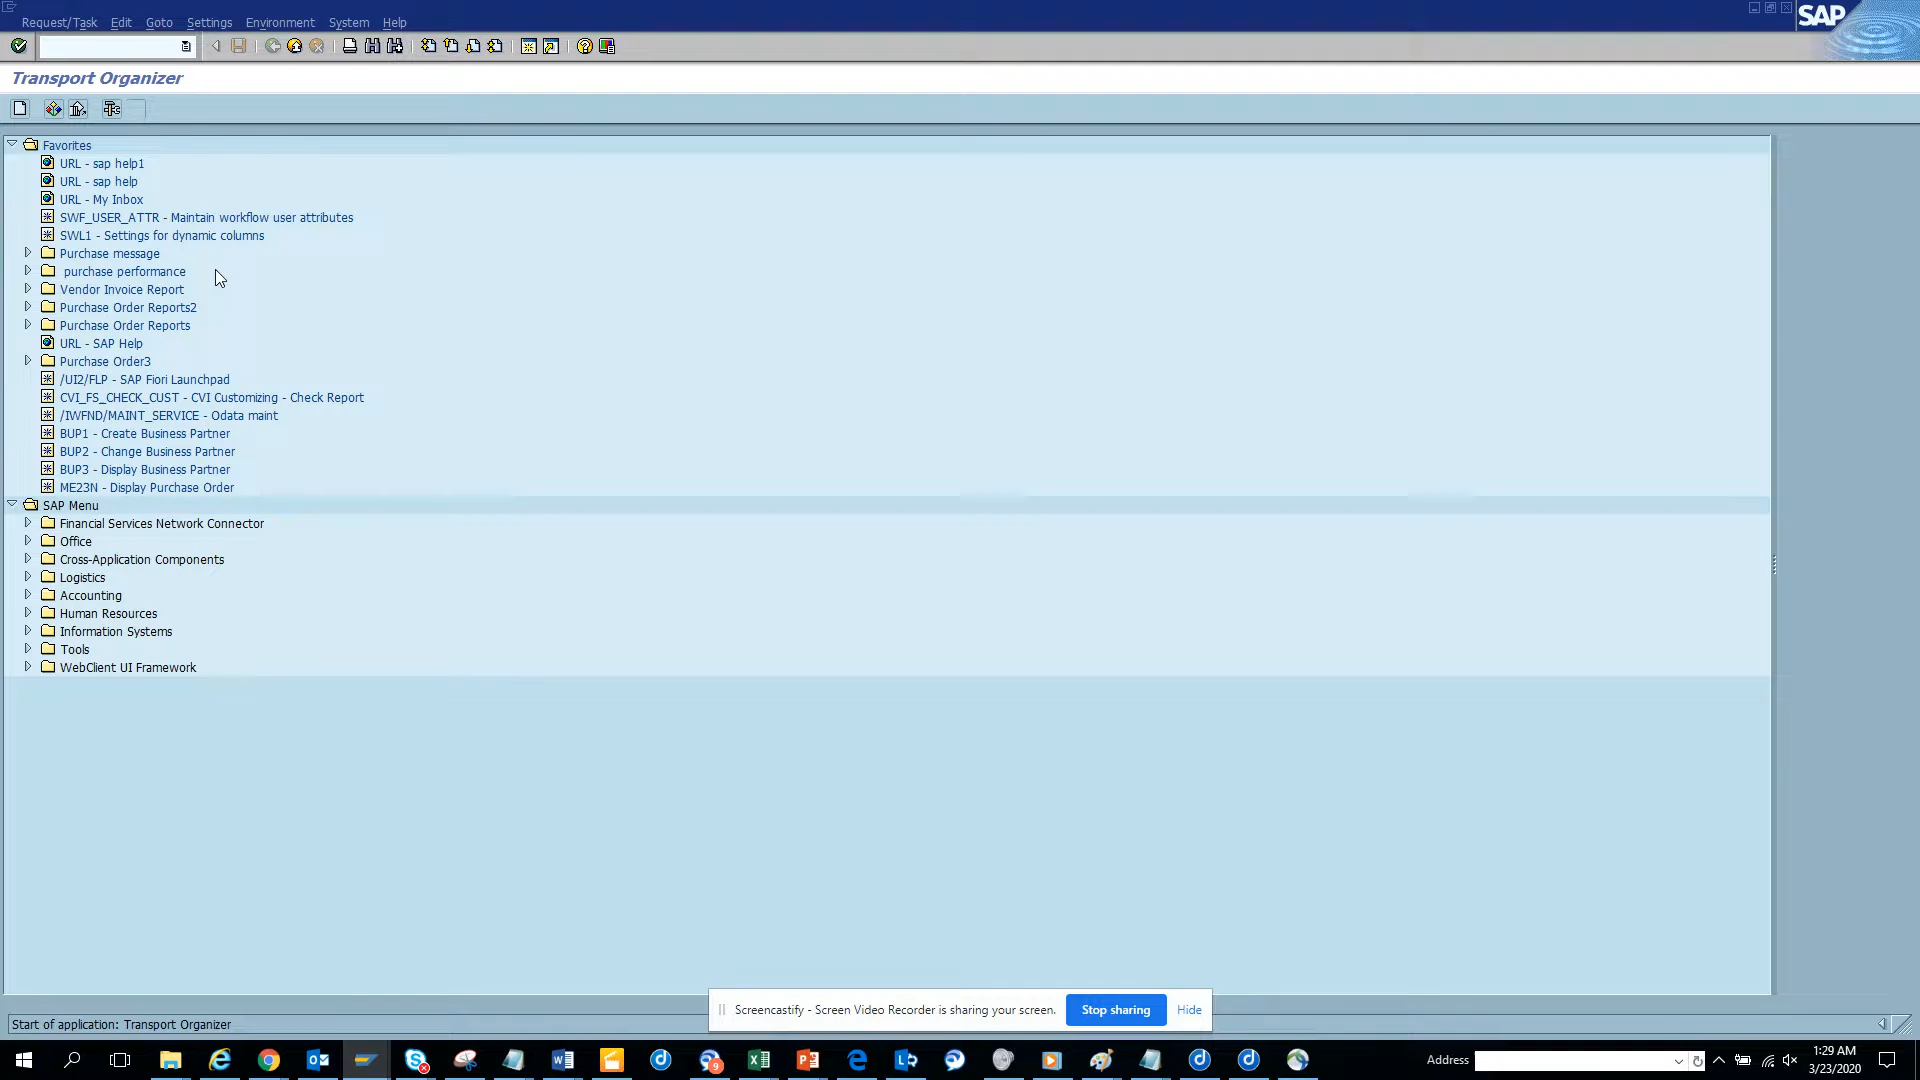 Request/Task Edit Goto Settings Environment System Help
SAP
Transport Organizer
Favorites
URL - sap help1
URL - sap help
URL - My Inbox
SWF_USER_ATTR - Maintain workflow user attributes
SWL1 - Settings for dynamic columns
Purchase message
purchase performance
Vendor Invoice Report
Purchase Order Reports2
Purchase Order Reports
URL - SAP Help
Purchase Order3
/UI2/FLP - SAP Fiori Launchpad
CVI_FS_CHECK_CUST - CVI Customizing - Check Report
/IWFND/MAINT_SERVICE - Odata maint
BUP1 - Create Business Partner
BUP2 - Change Business Partner
BUP3 - Display Business Partner
ME23N - Display Purchase Order
SAP Menu
Financial Services Network Connector
Office
Cross-Application Components
Logistics
Accounting
Human Resources
Information Systems
Tools
WebClient UI Framework
Screencastify - Screen Video Recorder is sharing your screen. Stop sharing Hide
Start of application: Transport Organizer
Address
1:29 AM
3/23/2020
9